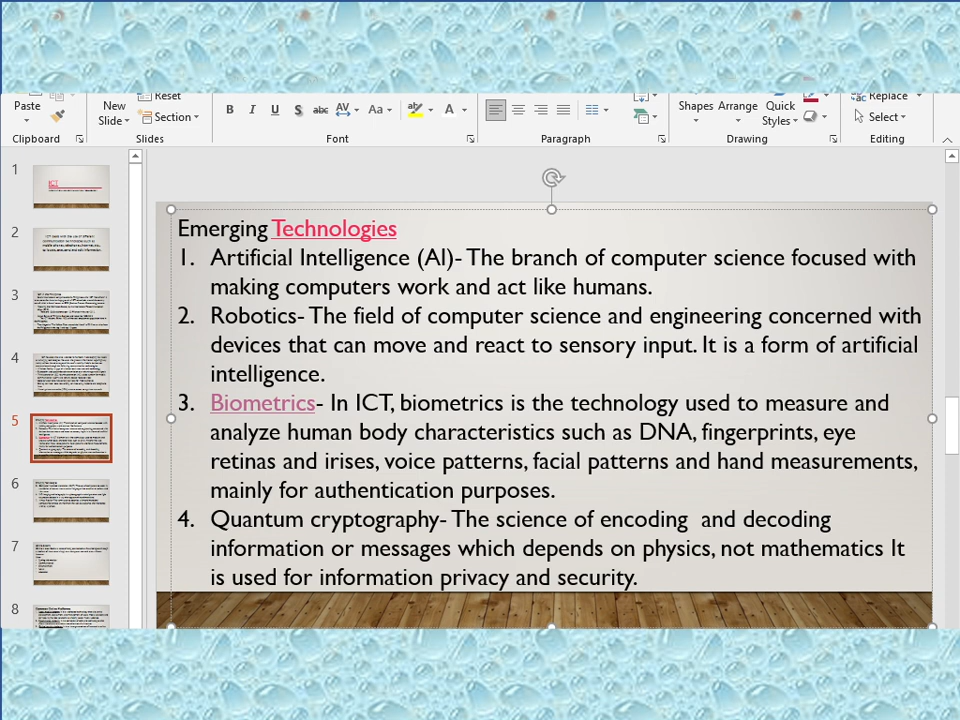 Reset
Replace
Paste
New
Slide
Section
B I U S abc AV Aa ab A
Shapes Arrange Quick
Styles
Select
Clipboard Slides Font Paragraph Drawing Editing
1
2
3
4
5
6
7
8
Emerging Technologies
1. Artificial Intelligence (AI)- The branch of computer science focused with
making computers work and act like humans.
2. Robotics- The field of computer science and engineering concerned with
devices that can move and react to sensory input. It is a form of artificial
intelligence.
3. Biometrics- In ICT, biometrics is the technology used to measure and
analyze human body characteristics such as DNA, fingerprints, eye
retinas and irises, voice patterns, facial patterns and hand measurements,
mainly for authentication purposes.
4. Quantum cryptography- The science of encoding  and decoding
information or messages which depends on physics, not mathematics It
is used for information privacy and security.